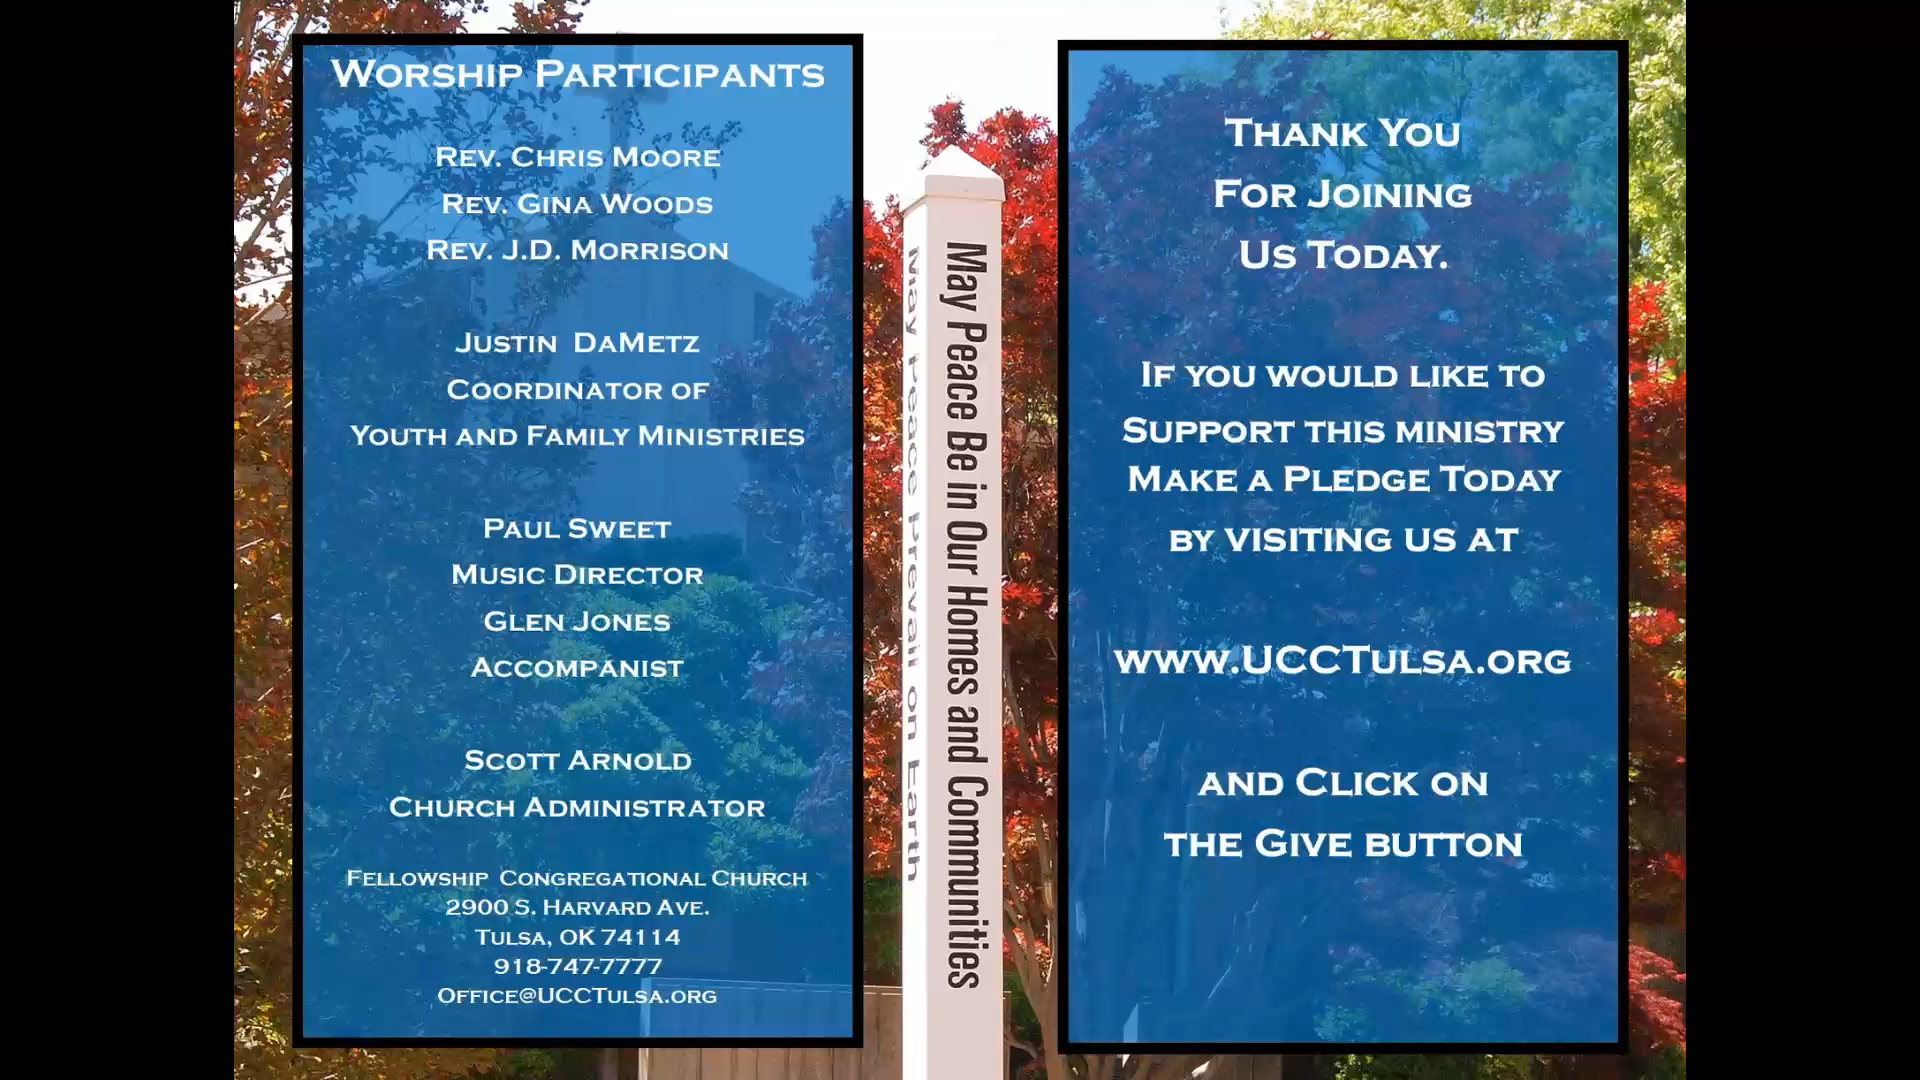 Worship Participants
Rev. Chris Moore
Rev. Gina Woods
Rev. J.D. Morrison
Justin DaMetz
Coordinator of
Youth and Family Ministries
Paul Sweet
Music Director
Glen Jones
Accompanist
Scott Arnold
Church Administrator
Fellowship Congregational Church
2900 S. Harvard Ave.
Tulsa, OK 74114
918-747-7777
Office@UCCTulsa.org
May Peace Prevail on Earth
May Peace Be in Our Homes and Communities
Thank You
For Joining
Us Today.
If you would like to
Support this ministry
Make a Pledge Today
by visiting us at
www.UCCTulsa.org
and Click on
the Give button